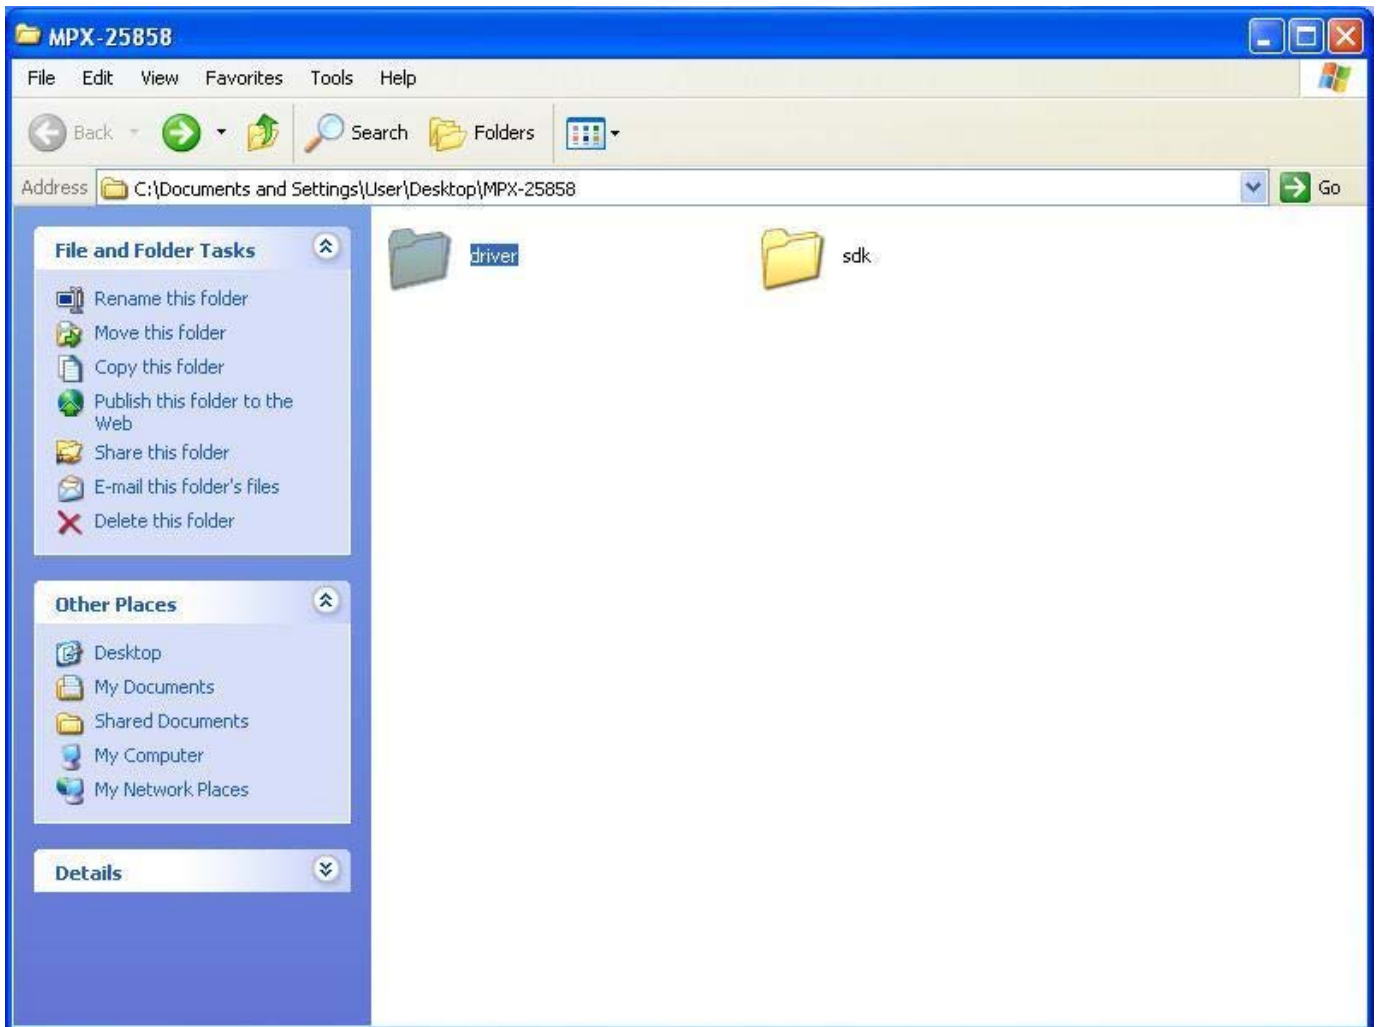 MPX-25858
File Edit View Favorites Tools Help
Back Search Folders
Address C:\Documents and Settings\User\Desktop\MPX-25858 Go
File and Folder Tasks
Rename this folder
Move this folder
Copy this folder
Publish this folder to the
Web
Share this folder
E-mail this folder's files
Delete this folder
Other Places
Desktop
My Documents
Shared Documents
My Computer
My Network Places
Details
driver sdk